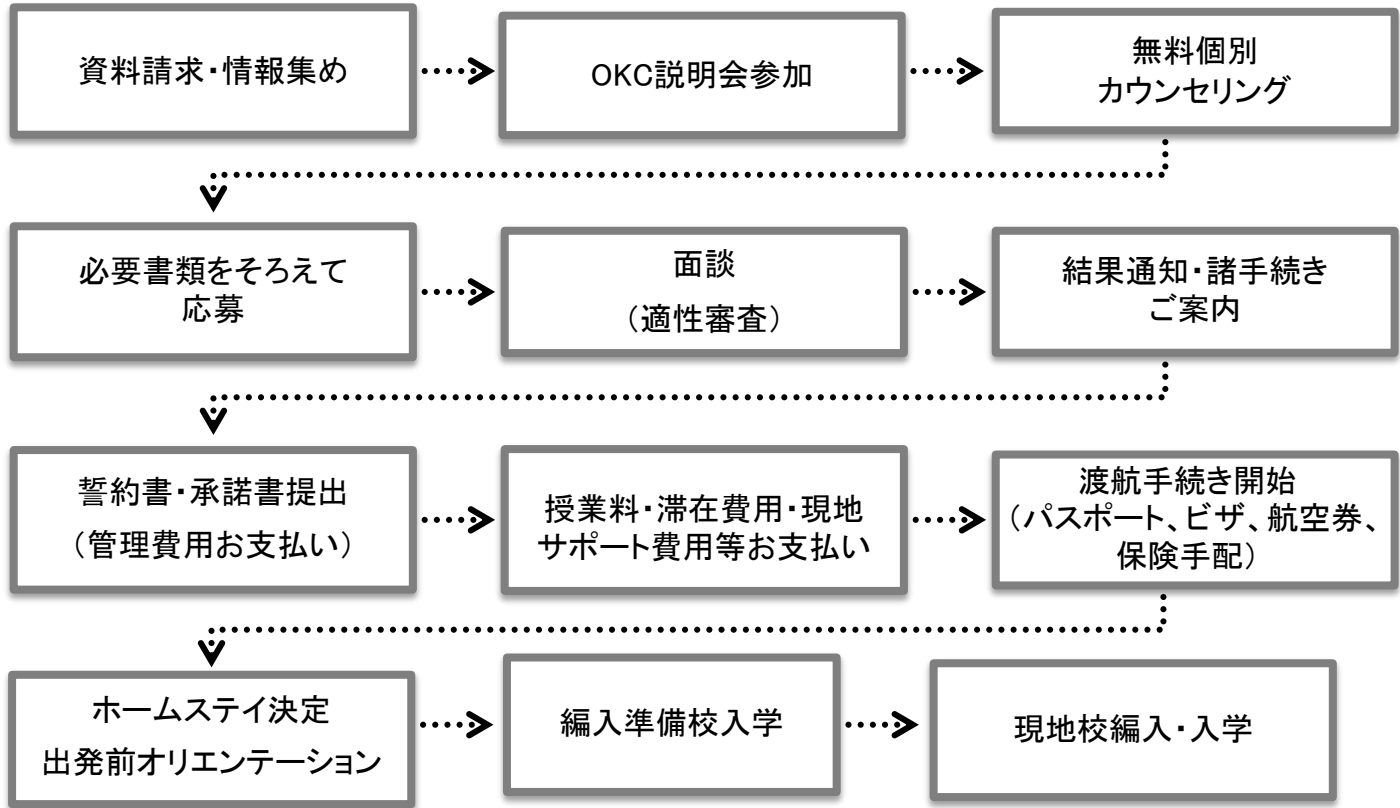 資料請求・情報集め
OKC説明会参加
無料個別
カウンセリング
必要書類をそろえて
応募
面談
（適性審査）
結果通知・諸手続き
ご案内
誓約書・承諾書提出
（管理費用お支払い）
授業料・滞在費用・現地
サポート費用等お支払い
渡航手続き開始
（パスポート、ビザ、航空券、
保険手配）
ホームステイ決定
出発前オリエンテーション
編入準備校入学
現地校編入・入学